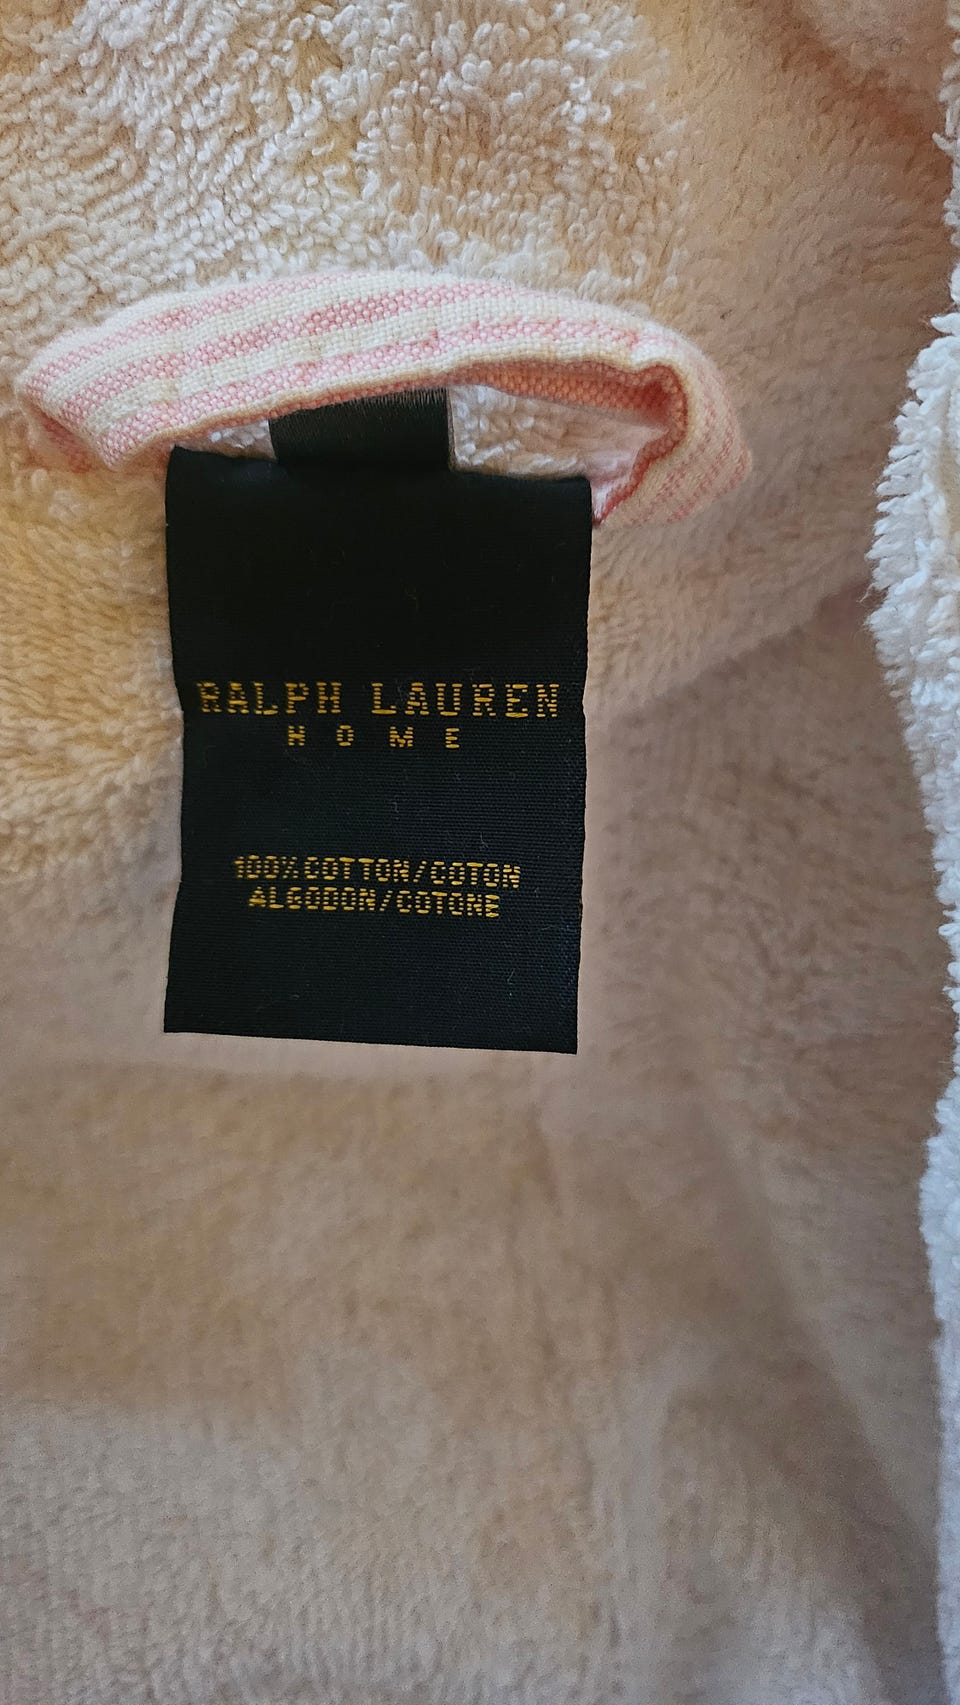 RALPH LAUREN
HOME
100% COTTON/COTON
ALGODON/COTONE